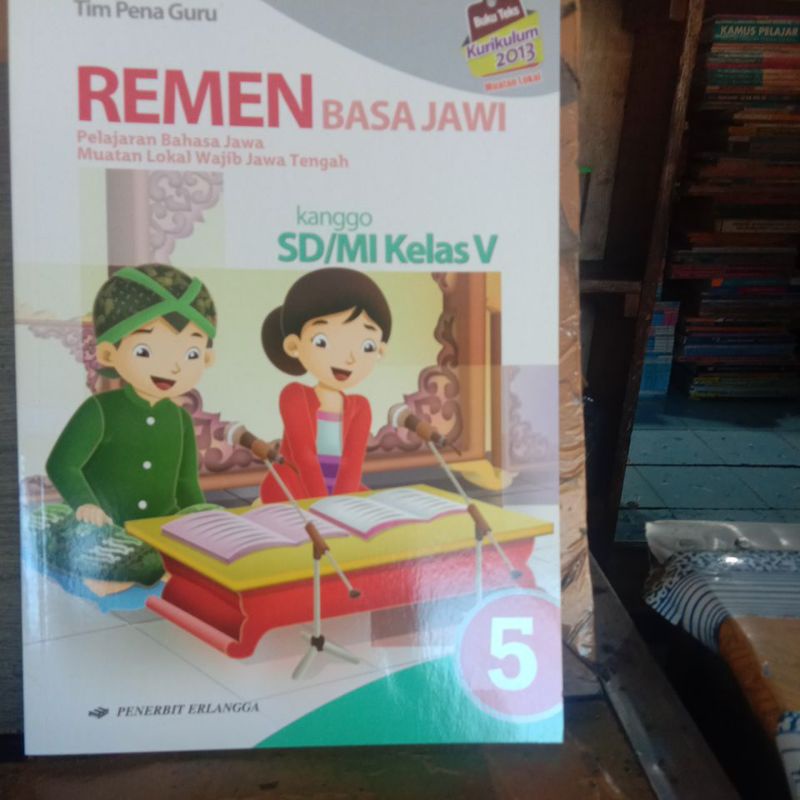 Tim Pena Guru
Buku Teks
Kurikulum
2013
Muatan Lokal
REMEN BASA JAWI
Pelajaran Bahasa Jawa
Muatan Lokal Wajib Jawa Tengah
kanggo
SD/MI Kelas V
5
PENERBIT ERLANGGA
KAMUS PELAJAR